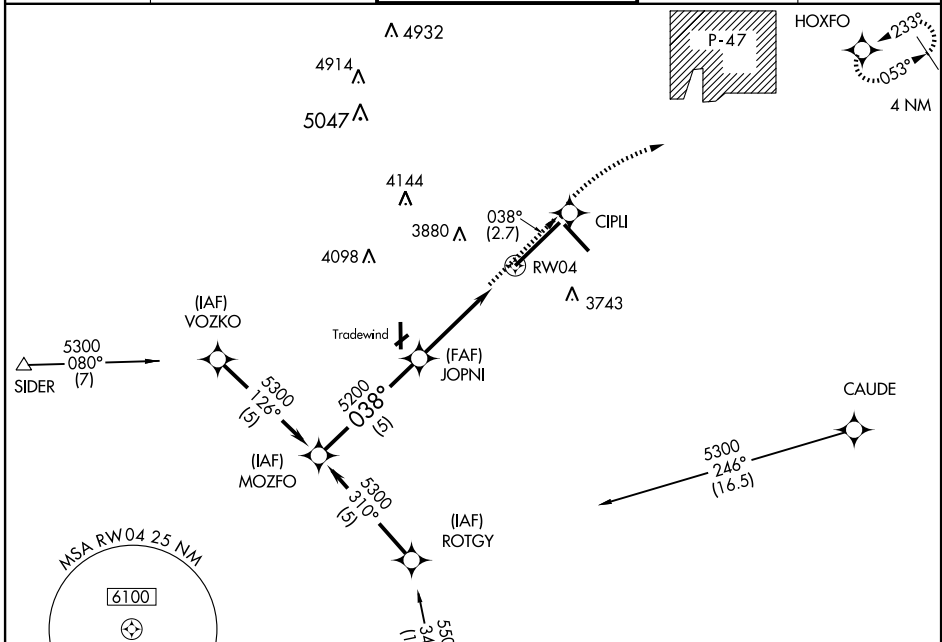 4932
4914
5047
P-47
HOXFO
233°
053°
4 NM
4144
3880
4098
038°
(2.7)
CIPLI
RW04
3743
(IAF)
VOZKO
Tradewind
(FAF)
JOPNI
5300
080°
(7)
SIDER
5300
126°
(5)
5200
038°
(5)
CAUDE
5300
246°
(16.5)
(IAF)
MOZFO
5300
310°
(5)
(IAF)
ROTGY
MSA RW04 25 NM
6100